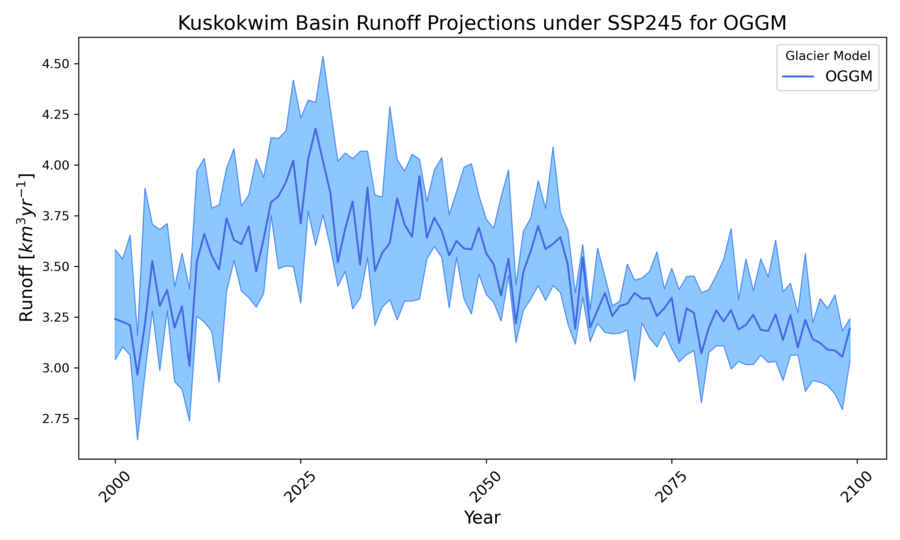 Kuskokwim Basin Runoff Projections under SSP245 for OGGM
Glacier Model
OGGM
Runoff [km³yr⁻¹]
4.50
4.25
4.00
3.75
3.50
3.25
3.00
2.75
2000
2025
2050
2075
2100
Year